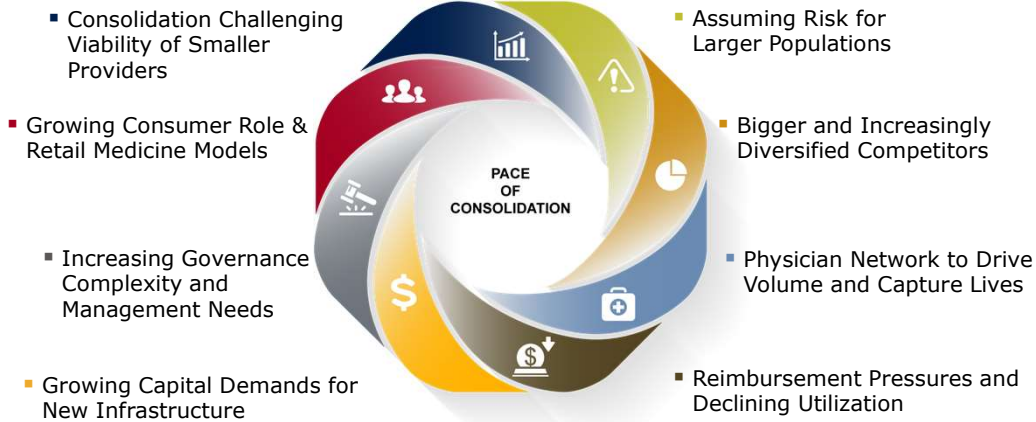 Consolidation Challenging
Viability of Smaller
Providers
Growing Consumer Role &
Retail Medicine Models
Increasing Governance
Complexity and
Management Needs
Growing Capital Demands for
New Infrastructure
PACE
OF
CONSOLIDATION
$
$
Assuming Risk for
Larger Populations
Bigger and Increasingly
Diversified Competitors
Physician Network to Drive
Volume and Capture Lives
Reimbursement Pressures and
Declining Utilization